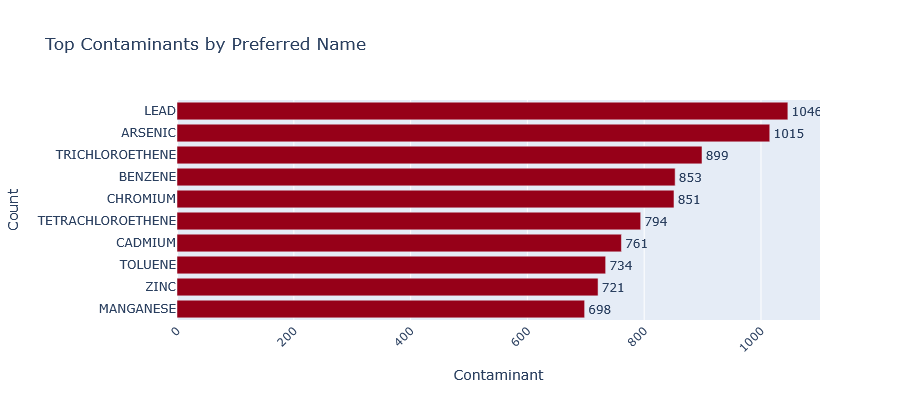 Top Contaminants by Preferred Name
Count
LEAD 1046
ARSENIC 1015
TRICHLOROETHENE 899
BENZENE 853
CHROMIUM 851
TETRACHLOROETHENE 794
CADMIUM 761
TOLUENE 734
ZINC 721
MANGANESE 698
0 200 400 600 800 1000
Contaminant